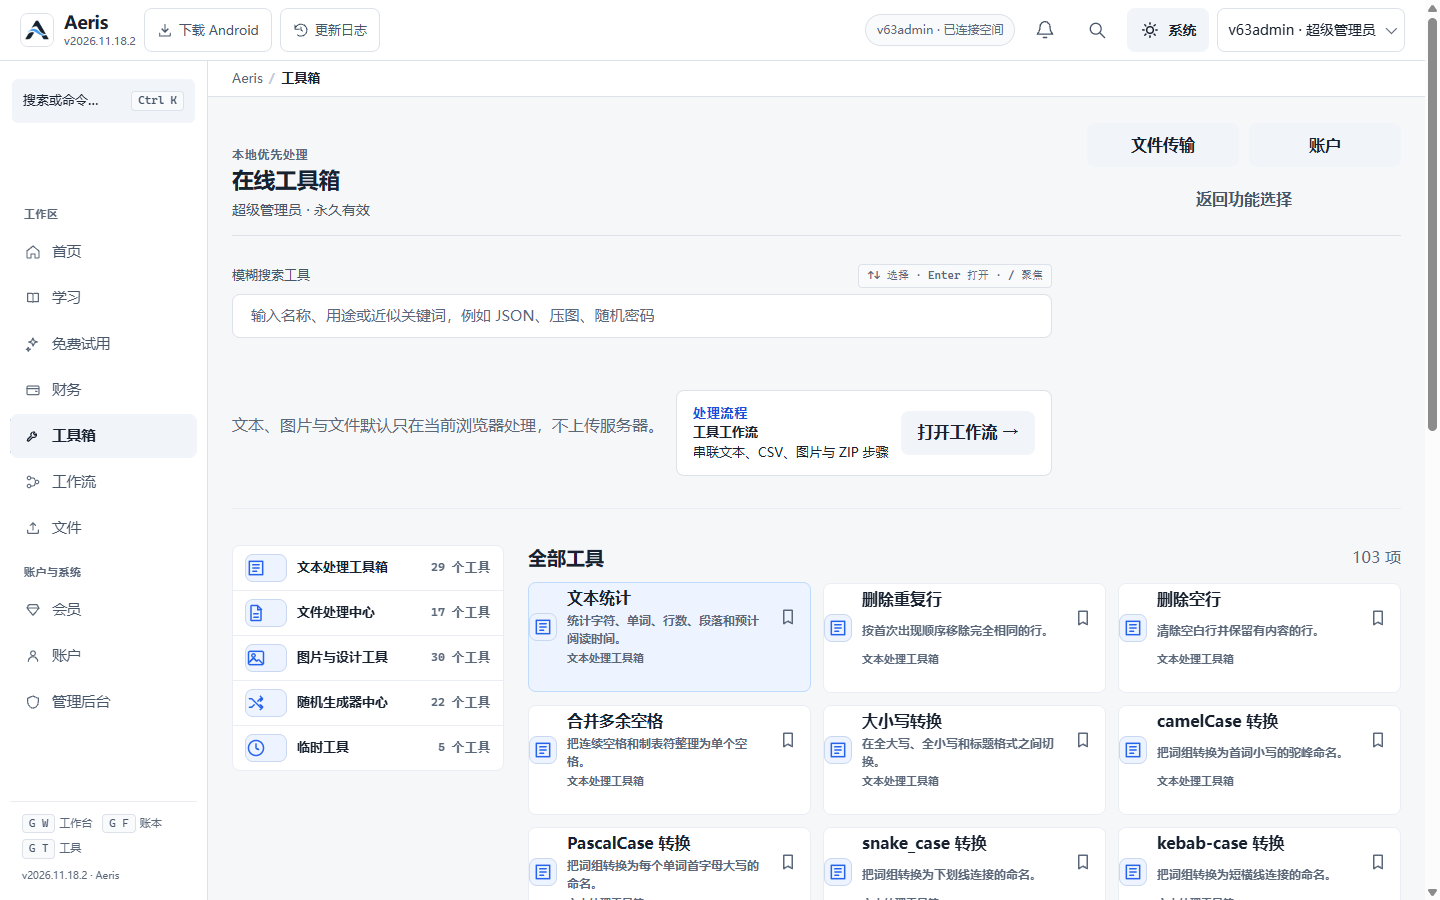 Aeris
v2026.11.18.2
下载 Android
更新日志
v63admin · 已连接空间
系统
v63admin · 超级管理员
搜索或命令...
Ctrl K
工作区
首页
学习
免费试用
财务
工具箱
工作流
文件
账户与系统
会员
账户
管理后台
G W 工作台 G F 账本
G T 工具
v2026.11.18.2 · Aeris
Aeris / 工具箱
本地优先处理
在线工具箱
超级管理员 · 永久有效
文件传输
账户
返回功能选择
模糊搜索工具
↑↓ 选择 · Enter 打开 · / 聚焦
输入名称、用途或近似关键词，例如 JSON、压图、随机密码
文本、图片与文件默认只在当前浏览器处理，不上传服务器。
处理流程
工具工作流
串联文本、CSV、图片与 ZIP 步骤
打开工作流 →
文本处理工具箱 29 个工具
文件处理中心 17 个工具
图片与设计工具 30 个工具
随机生成器中心 22 个工具
临时工具 5 个工具
全部工具
103 项
文本统计
统计字符、单词、行数、段落和预计
阅读时间。
文本处理工具箱
删除重复行
按首次出现顺序移除完全相同的行。
文本处理工具箱
删除空行
清除空白行并保留有内容的行。
文本处理工具箱
合并多余空格
把连续空格和制表符整理为单个空
格。
文本处理工具箱
大小写转换
在全大写、全小写和标题格式之间切
换。
文本处理工具箱
camelCase 转换
把词组转换为首词小写的驼峰命名。
文本处理工具箱
PascalCase 转换
把词组转换为每个单词首字母大写的
命名。
snake_case 转换
把词组转换为下划线连接的命名。
kebab-case 转换
把词组转换为短横线连接的命名。